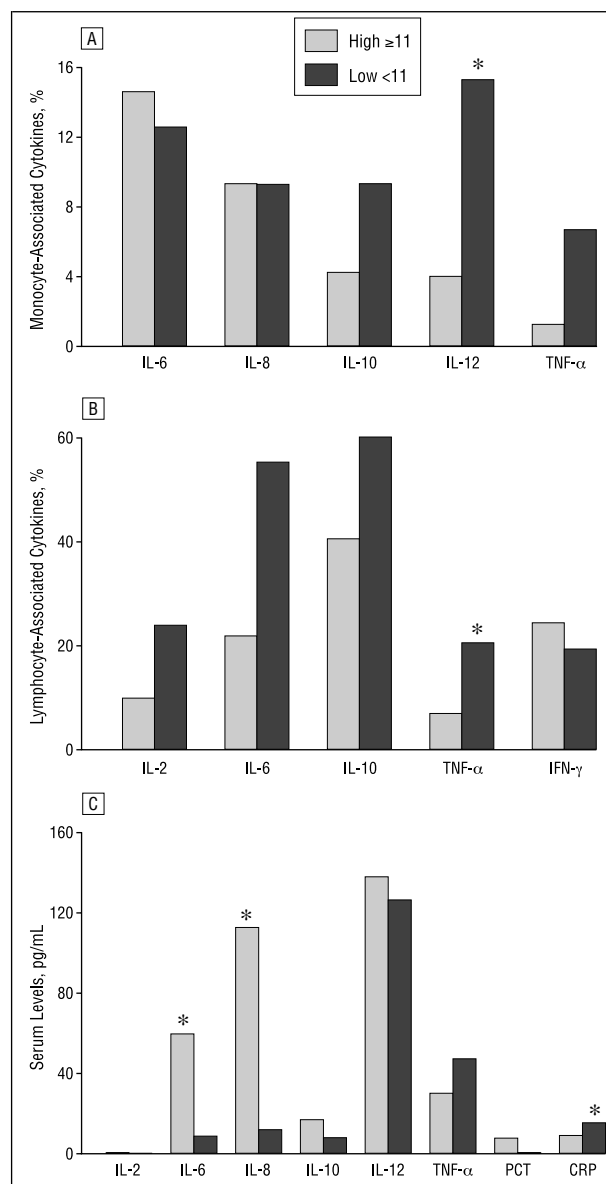 A
High ≥11
Low <11
Monocyte-Associated Cytokines, %
16
12
8
4
0
*
IL-6 IL-8 IL-10 IL-12 TNF-α
B
Lymphocyte-Associated Cytokines, %
60
40
20
0
*
IL-2 IL-6 IL-10 TNF-α IFN-γ
C
Serum Levels, pg/mL
160
120
80
40
0
*
*
*
IL-2 IL-6 IL-8 IL-10 IL-12 TNF-α PCT CRP